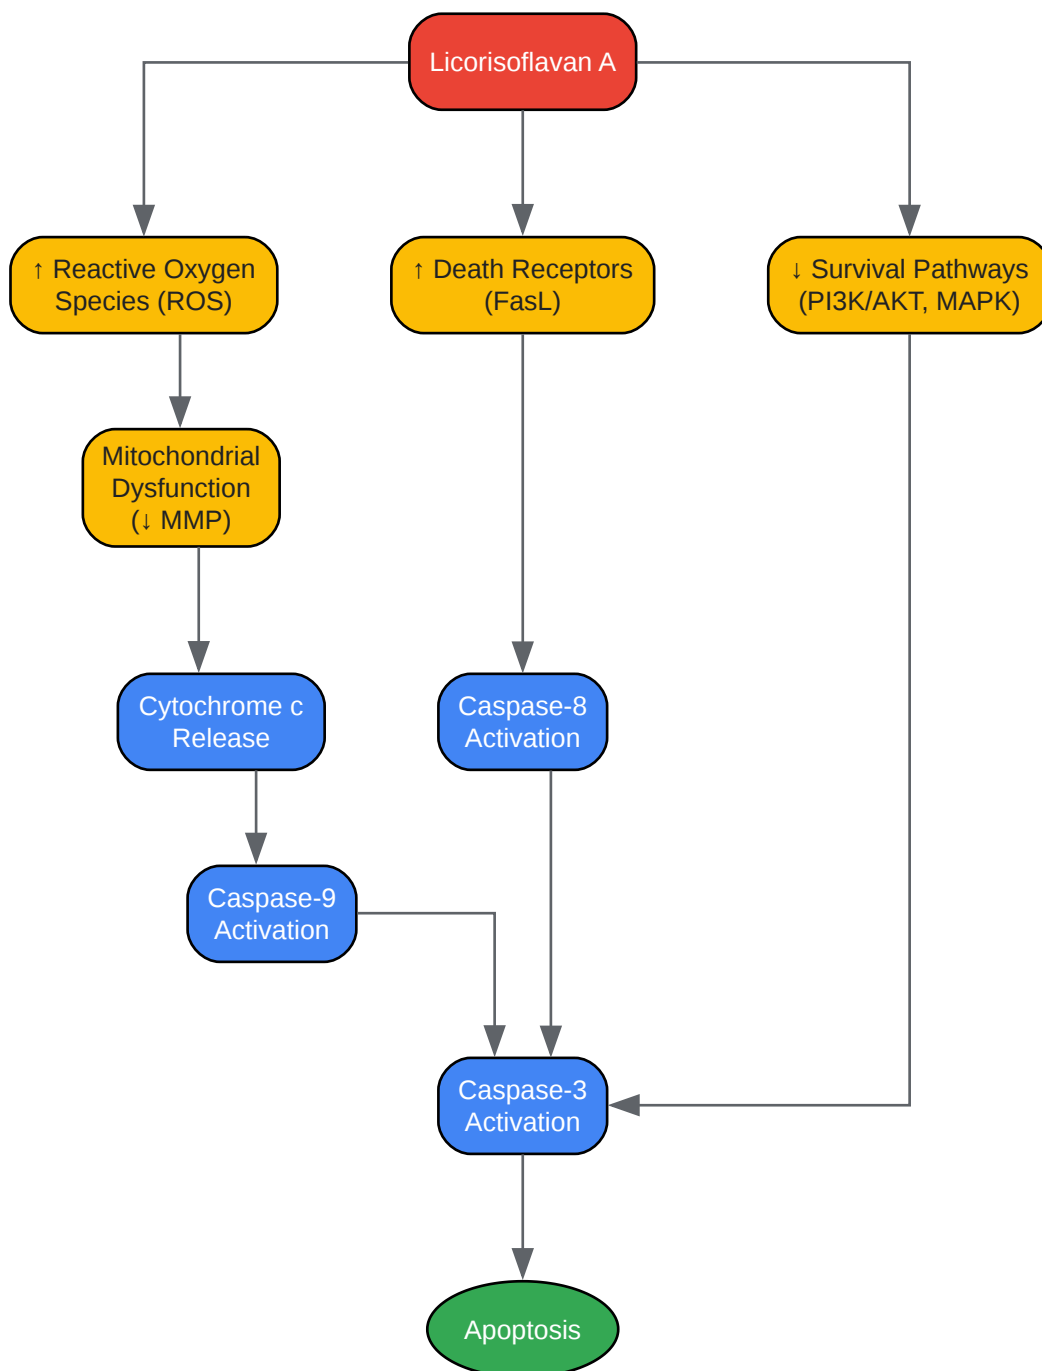 Licorisoflavan A
↑ Reactive Oxygen
Species (ROS)
↑ Death Receptors
(FasL)
↓ Survival Pathways
(PI3K/AKT, MAPK)
Mitochondrial
Dysfunction
(↓ MMP)
Cytochrome c
Release
Caspase-8
Activation
Caspase-9
Activation
Caspase-3
Activation
Apoptosis